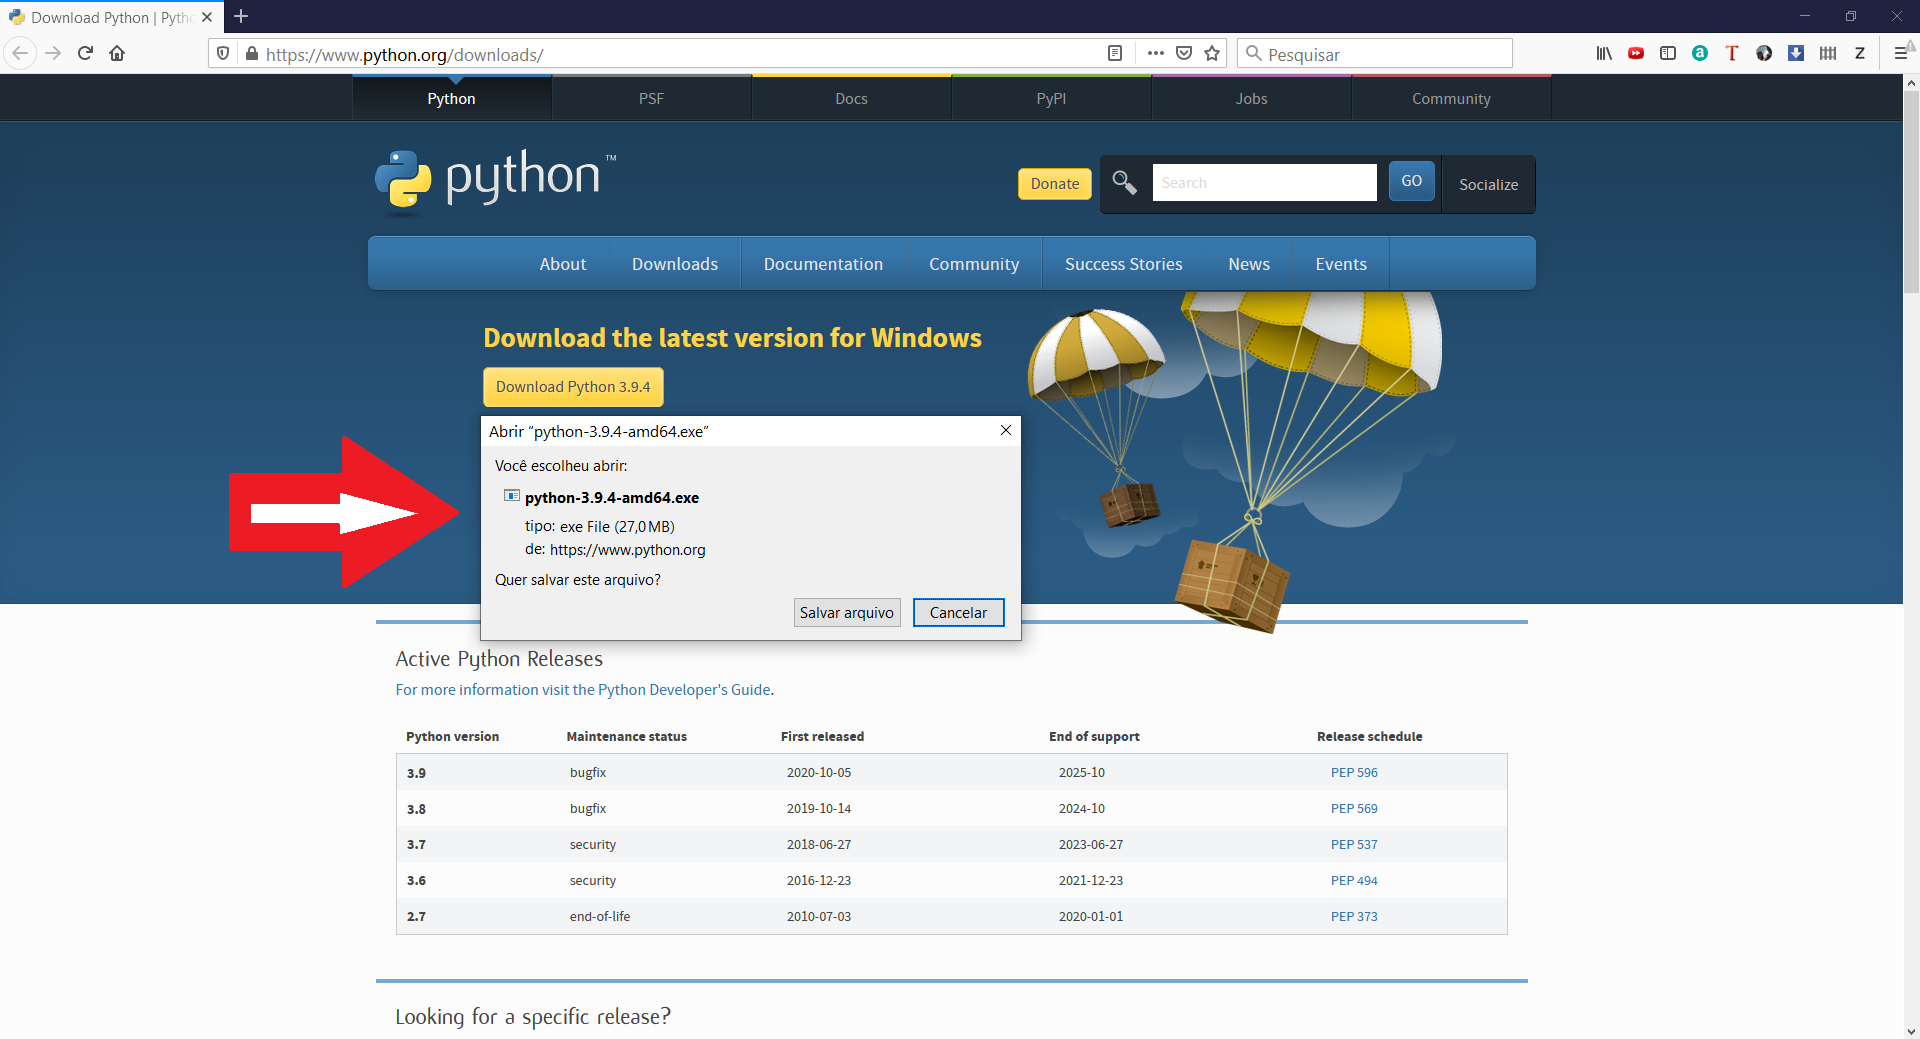 Download Python | Pytho
https://www.python.org/downloads/
Pesquisar
T
Z
Python
PSF
Docs
PyPI
Jobs
Community
python™
Donate
Search
GO
Socialize
About
Downloads
Documentation
Community
Success Stories
News
Events
Download the latest version for Windows
Download Python 3.9.4
Abrir “python-3.9.4-amd64.exe”
Você escolheu abrir:
python-3.9.4-amd64.exe
tipo: exe File (27,0 MB)
de: https://www.python.org
Quer salvar este arquivo?
Salvar arquivo
Cancelar
Active Python Releases
For more information visit the Python Developer's Guide.
Python version Maintenance status First released End of support Release schedule
3.9 bugfix 2020-10-05 2025-10 PEP 596
3.8 bugfix 2019-10-14 2024-10 PEP 569
3.7 security 2018-06-27 2023-06-27 PEP 537
3.6 security 2016-12-23 2021-12-23 PEP 494
2.7 end-of-life 2010-07-03 2020-01-01 PEP 373
Looking for a specific release?